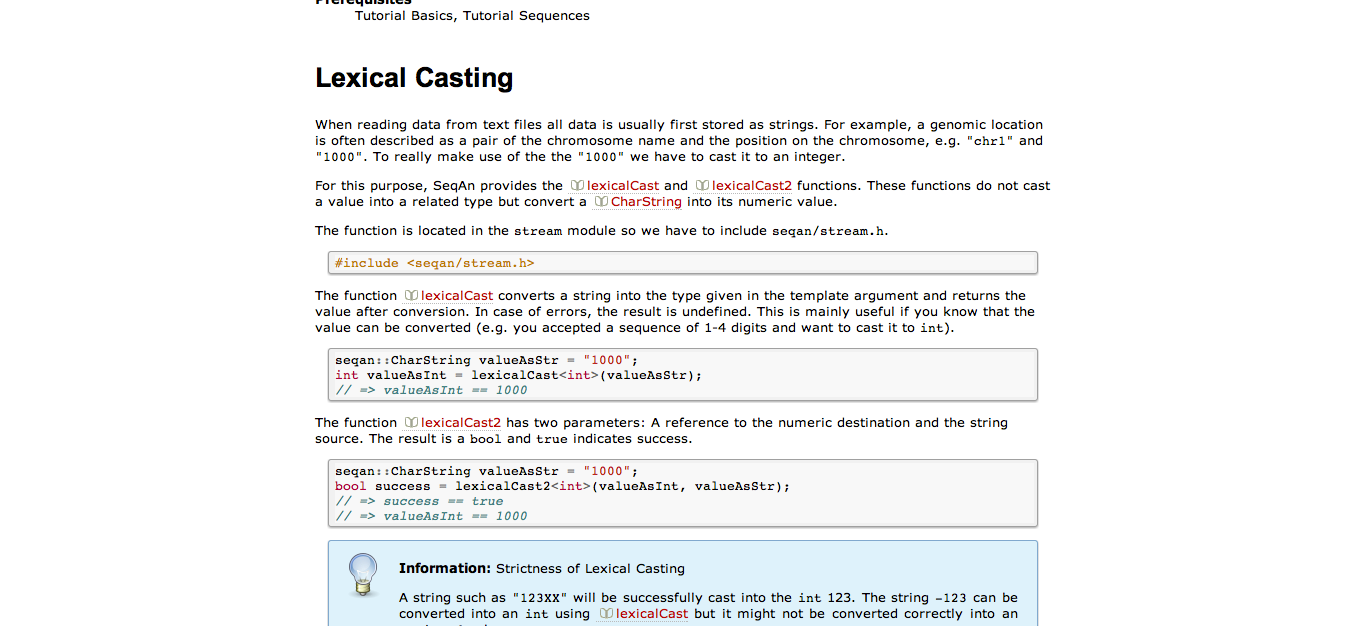 Prerequisites
Tutorial Basics, Tutorial Sequences
Lexical Casting
When reading data from text files all data is usually first stored as strings. For example, a genomic location
is often described as a pair of the chromosome name and the position on the chromosome, e.g. "chr1" and
"1000". To really make use of the the "1000" we have to cast it to an integer.
For this purpose, SeqAn provides the lexicalCast and lexicalCast2 functions. These functions do not cast
a value into a related type but convert a CharString into its numeric value.
The function is located in the stream module so we have to include seqan/stream.h.
#include <seqan/stream.h>
The function lexicalCast converts a string into the type given in the template argument and returns the
value after conversion. In case of errors, the result is undefined. This is mainly useful if you know that the
value can be converted (e.g. you accepted a sequence of 1-4 digits and want to cast it to int).
seqan::CharString valueAsStr = "1000";
int valueAsInt = lexicalCast<int>(valueAsStr);
// => valueAsInt == 1000
The function lexicalCast2 has two parameters: A reference to the numeric destination and the string
source. The result is a bool and true indicates success.
seqan::CharString valueAsStr = "1000";
bool success = lexicalCast2<int>(valueAsInt, valueAsStr);
// => success == true
// => valueAsInt == 1000
Information: Strictness of Lexical Casting
A string such as "123XX" will be successfully cast into the int 123. The string -123 can be
converted into an int using lexicalCast but it might not be converted correctly into an